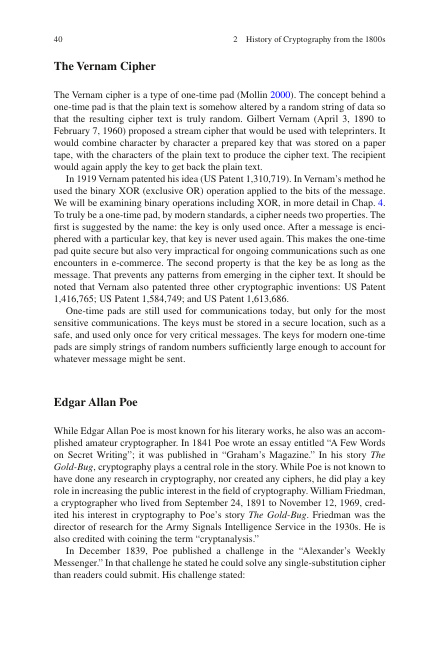 40
2 History of Cryptography from the 1800s
The Vernam Cipher
The Vernam cipher is a type of one-time pad (Mollin 2000). The concept behind a
one-time pad is that the plain text is somehow altered by a random string of data so
that the resulting cipher text is truly random. Gilbert Vernam (April 3, 1890 to
February 7, 1960) proposed a stream cipher that would be used with teleprinters. It
would combine character by character a prepared key that was stored on a paper
tape, with the characters of the plain text to produce the cipher text. The recipient
would again apply the key to get back the plain text.
In 1919 Vernam patented his idea (US Patent 1,310,719). In Vernam's method he
used the binary XOR (exclusive OR) operation applied to the bits of the message.
We will be examining binary operations including XOR, in more detail in Chap. 4.
To truly be a one-time pad, by modern standards, a cipher needs two properties. The
first is suggested by the name: the key is only used once. After a message is enci-
phered with a particular key, that key is never used again. This makes the one-time
pad quite secure but also very impractical for ongoing communications such as one
encounters in e-commerce. The second property is that the key be as long as the
message. That prevents any patterns from emerging in the cipher text. It should be
noted that Vernam also patented three other cryptographic inventions: US Patent
1,416,765; US Patent 1,584,749; and US Patent 1,613,686.
One-time pads are still used for communications today, but only for the most
sensitive communications. The keys must be stored in a secure location, such as a
safe, and used only once for very critical messages. The keys for modern one-time
pads are simply strings of random numbers sufficiently large enough to account for
whatever message might be sent.
Edgar Allan Poe
While Edgar Allan Poe is most known for his literary works, he also was an accom-
plished amateur cryptographer. In 1841 Poe wrote an essay entitled “A Few Words
on Secret Writing”; it was published in “Graham's Magazine.” In his story The
Gold-Bug, cryptography plays a central role in the story. While Poe is not known to
have done any research in cryptography, nor created any ciphers, he did play a key
role in increasing the public interest in the field of cryptography. William Friedman,
a cryptographer who lived from September 24, 1891 to November 12, 1969, cred-
ited his interest in cryptography to Poe's story The Gold-Bug. Friedman was the
director of research for the Army Signals Intelligence Service in the 1930s. He is
also credited with coining the term “cryptanalysis.”
In December 1839, Poe published a challenge in the “Alexander's Weekly
Messenger.” In that challenge he stated he could solve any single-substitution cipher
than readers could submit. His challenge stated: